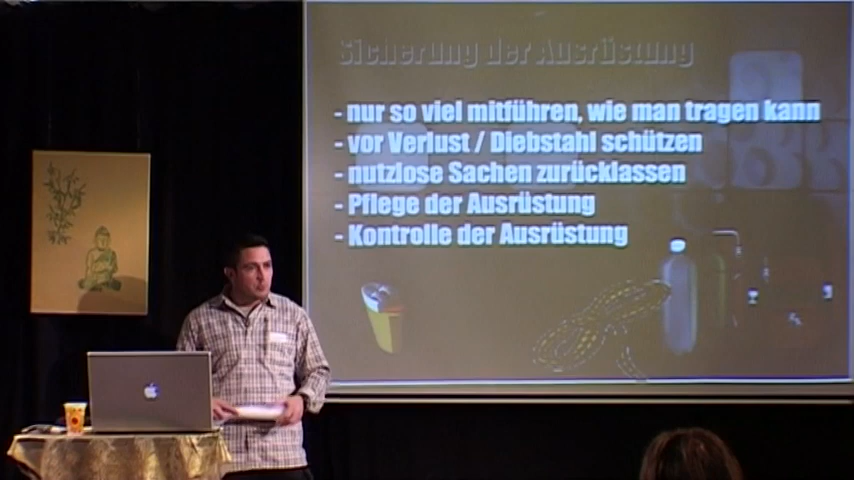 Sicherung der Ausrüstung
- nur so viel mitführen, wie man tragen kann
- vor Verlust / Diebstahl schützen
- nutzlose Sachen zurücklassen
- Pflege der Ausrüstung
- Kontrolle der Ausrüstung